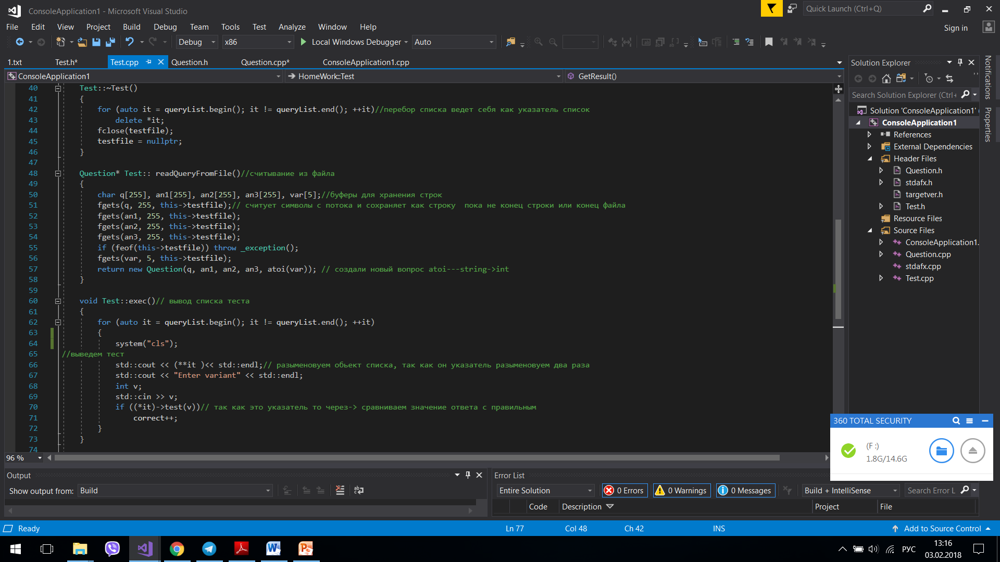 ConsoleApplication1 - Microsoft Visual Studio
Quick Launch (Ctrl+Q)
File Edit View Project Build Debug Team Tools Test Analyze Window Help
Sign in
Debug x86 Local Windows Debugger Auto
1.txt Test.h* Test.cpp Question.h Question.cpp* ConsoleApplication1.cpp
ConsoleApplication1 HomeWork::Test GetResult()
40 Test::~Test()
41 {
42 for (auto it = queryList.begin(); it != queryList.end(); ++it)//перебор списка ведет себя как указатель список
43 delete *it;
44 fclose(testfile);
45 testfile = nullptr;
46 }
47
48 Question* Test:: readQueryFromFile()//считывание из файла
49 {
50 char q[255], an1[255], an2[255], an3[255], var[5];//буферы для хранения строк
51 fgets(q, 255, this->testfile);// считует символы с потока и сохраняет как строку  пока не конец строки или конец файла
52 fgets(an1, 255, this->testfile);
53 fgets(an2, 255, this->testfile);
54 fgets(an3, 255, this->testfile);
55 if (feof(this->testfile)) throw _exception();
56 fgets(var, 5, this->testfile);
57 return new Question(q, an1, an2, an3, atoi(var)); // создали новый вопрос atoi---string->int
58 }
59
60 void Test::exec()// вывод списка теста
61 {
62 for (auto it = queryList.begin(); it != queryList.end(); ++it)
63 {
64 system("cls");
65 //выведем тест
66 std::cout << (**it )<< std::endl;// разыменовуем обьект списка, так как он указатель разыменовуем два раза
67 std::cout << "Enter variant" << std::endl;
68 int v;
69 std::cin >> v;
70 if ((*it)->test(v))// так как это указатель то через-> сравниваем значение ответа с правильным
71 correct++;
72 }
73 }
74
96 %
Solution Explorer
Search Solution Explorer (Ctrl+
Solution 'ConsoleApplication1' (
ConsoleApplication1
References
External Dependencies
Header Files
Question.h
stdafx.h
targetver.h
Test.h
Resource Files
Source Files
ConsoleApplication1.
Question.cpp
stdafx.cpp
Test.cpp
Notifications
Properties
360 TOTAL SECURITY
(F :)
1.8G/14.6G
Output
Show output from: Build
Error List
Entire Solution 0 Errors 0 Warnings 0 Messages Build + IntelliSense Search Error L
Code Description Project File
Ready Ln 77 Col 48 Ch 42 INS Add to Source Control
РУС
13:16
03.02.2018